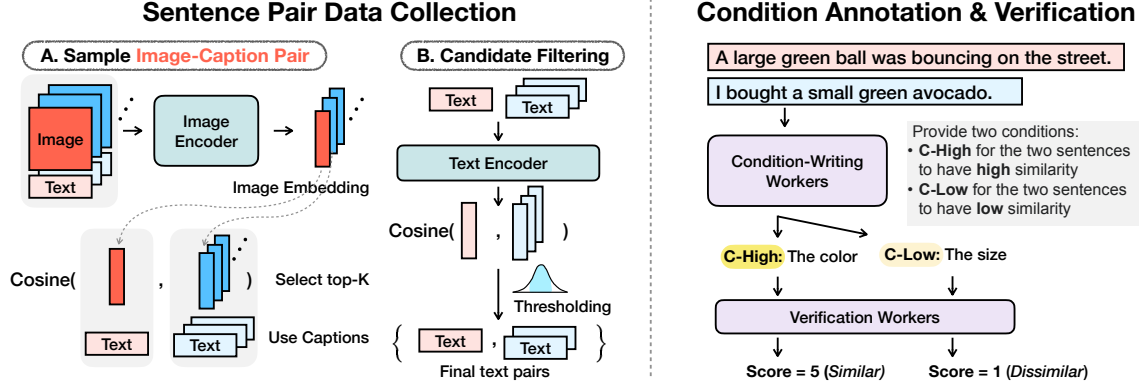 Sentence Pair Data Collection
A. Sample Image-Caption Pair
Image
Text
Image
Encoder
Image Embedding
Cosine(
,
)
Select top-K
Text
Text
Use Captions
B. Candidate Filtering
Text
Text
Text Encoder
Cosine(
,
)
Thresholding
{
Text
,
Text
}
Final text pairs
Condition Annotation & Verification
A large green ball was bouncing on the street.
I bought a small green avocado.
Condition-Writing
Workers
Provide two conditions:
• C-High for the two sentences
to have high similarity
• C-Low for the two sentences
to have low similarity
C-High: The color
C-Low: The size
Verification Workers
Score = 5 (Similar)
Score = 1 (Dissimilar)